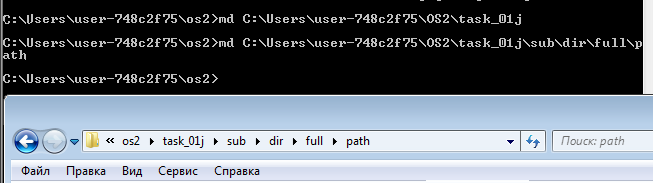 C:\Users\user-748c2f75\os2>md C:\Users\user-748c2f75\OS2\task_01j
C:\Users\user-748c2f75\os2>md C:\Users\user-748c2f75\OS2\task_01j\sub\dir\full\p
ath
C:\Users\user-748c2f75\os2>
« os2 task_01j sub dir full path Поиск: path
Файл Правка Вид Сервис Справка